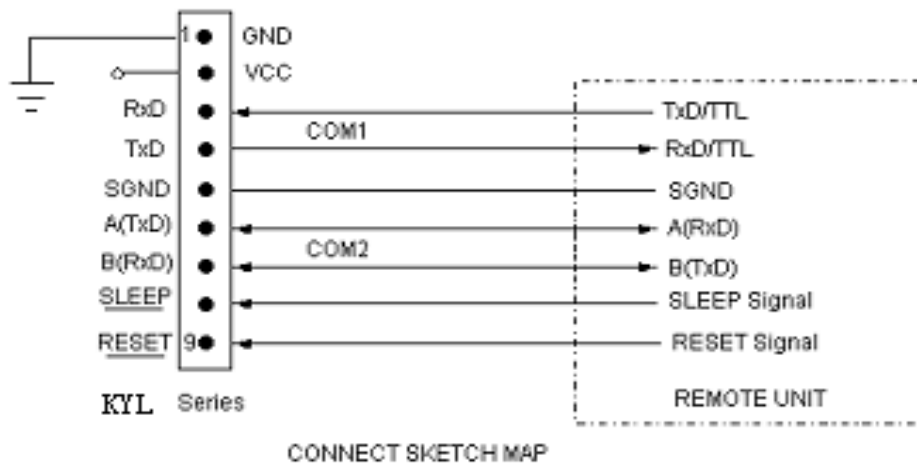 1 GND
VCC
RxD TxD/TTL
COM1
TxD RxD/TTL
SGND SGND
A(TxD) A(RxD)
COM2
B(RxD) B(TxD)
SLEEP SLEEP Signal
RESET 9 RESET Signal
KYL Series REMOTE UNIT
CONNECT SKETCH MAP